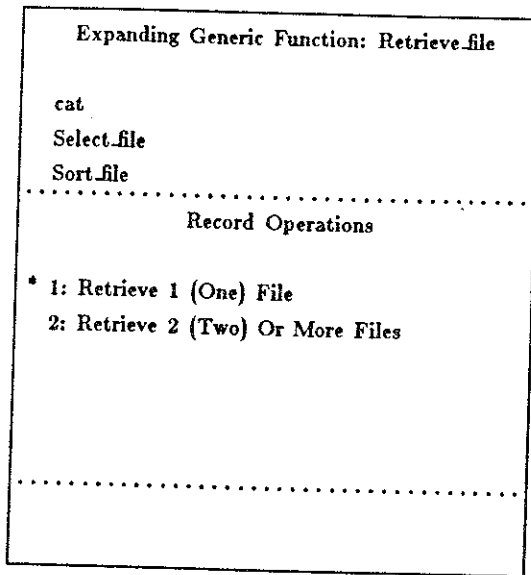 Expanding Generic Function: Retrieve_file
cat
Select_file
Sort_file
Record Operations
* 1: Retrieve 1 (One) File
2: Retrieve 2 (Two) Or More Files